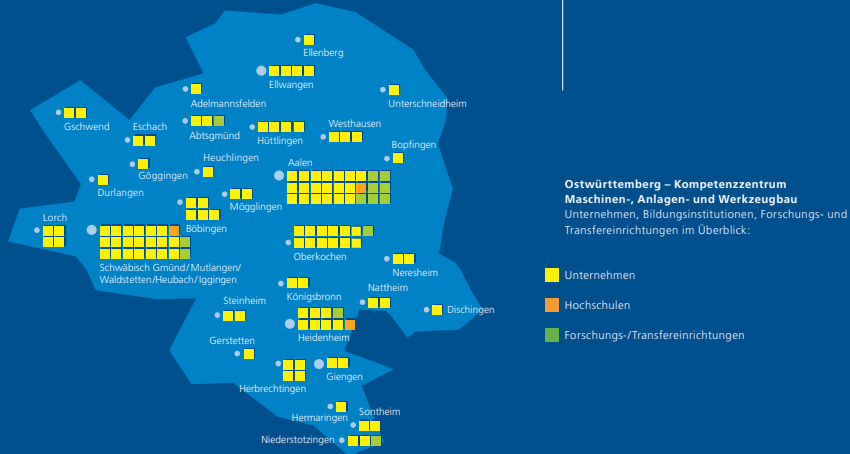 Ellenberg
Ellwangen
Adelmannsfelden
Unterschneidheim
Gschwend
Eschach
Abtsgmünd
Hüttlingen
Westhausen
Bopfingen
Göggingen
Heuchlingen
Aalen
Durlangen
Mögglingen
Böbingen
Lorch
Schwäbisch Gmünd/Mutlangen/
Waldstetten/Heubach/Iggingen
Oberkochen
Neresheim
Königsbronn
Nattheim
Steinheim
Dischingen
Heidenheim
Gerstetten
Herbrechtingen
Giengen
Hermaringen
Sontheim
Niederstotzingen
Ostwürttemberg – Kompetenzzentrum
Maschinen-, Anlagen- und Werkzeugbau
Unternehmen, Bildungsinstitutionen, Forschungs- und
Transfereinrichtungen im Überblick:
Unternehmen
Hochschulen
Forschungs-/Transfereinrichtungen